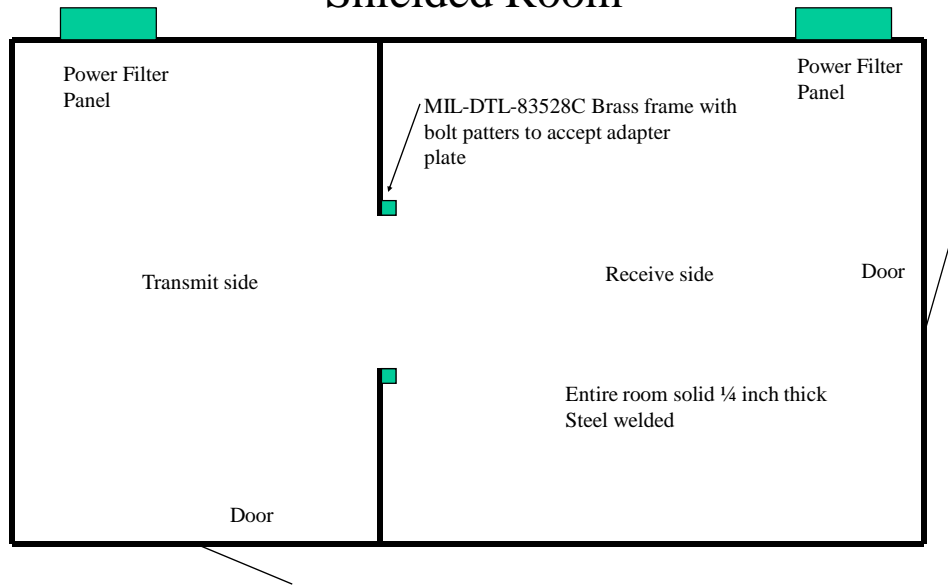 Shielded Room
Power Filter
Panel
Power Filter
Panel
MIL-DTL-83528C Brass frame with
bolt patters to accept adapter
plate
Transmit side
Receive side
Door
Entire room solid ¼ inch thick
Steel welded
Door